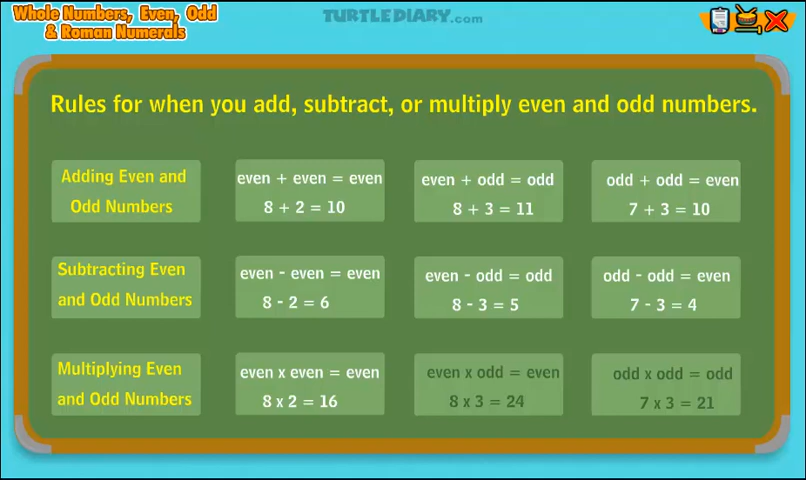 Whole Numbers, Even, Odd
& Roman Numerals
TURTLEDIARY.com
Rules for when you add, subtract, or multiply even and odd numbers.
Adding Even and
Odd Numbers
even + even = even
8 + 2 = 10
even + odd = odd
8 + 3 = 11
odd + odd = even
7 + 3 = 10
Subtracting Even
and Odd Numbers
even - even = even
8 - 2 = 6
even - odd = odd
8 - 3 = 5
odd - odd = even
7 - 3 = 4
Multiplying Even
and Odd Numbers
even x even = even
8 x 2 = 16
even x odd = even
8 x 3 = 24
odd x odd = odd
7 x 3 = 21